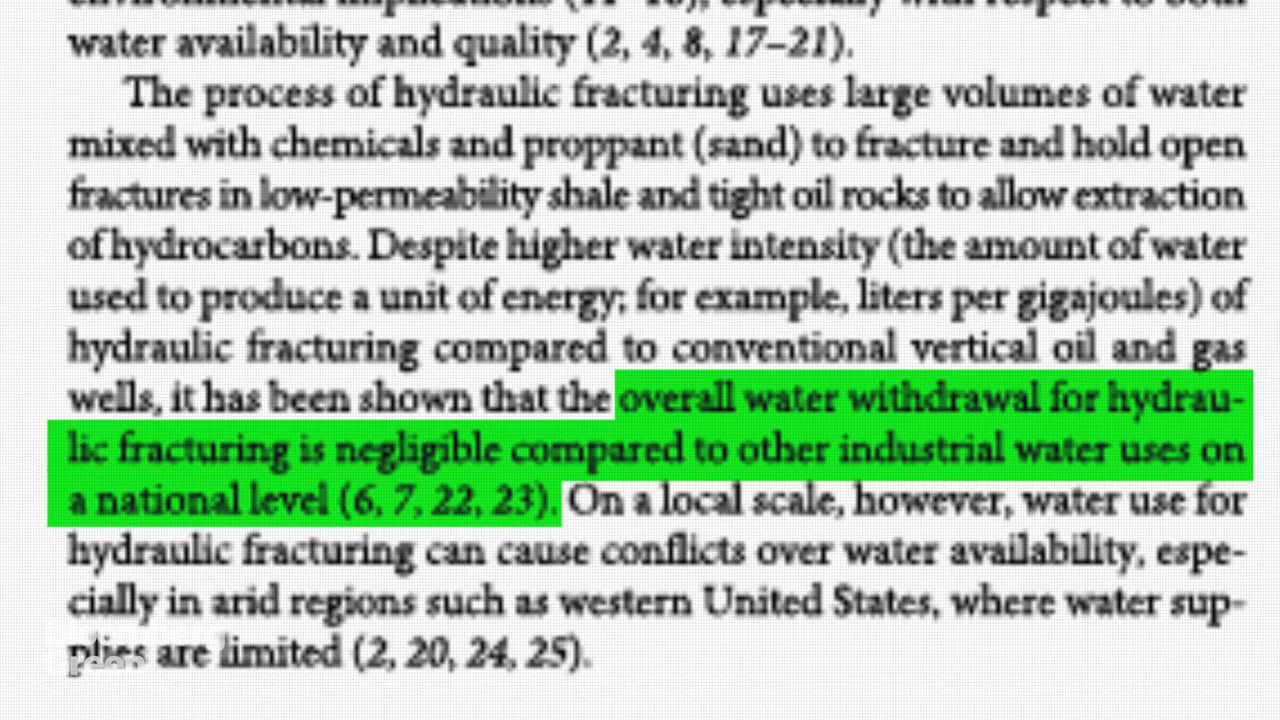 water availability and quality (2, 4, 8, 17–21).
The process of hydraulic fracturing uses large volumes of water
mixed with chemicals and proppant (sand) to fracture and hold open
fractures in low-permeability shale and tight oil rocks to allow extraction
of hydrocarbons. Despite higher water intensity (the amount of water
used to produce a unit of energy; for example, liters per gigajoules) of
hydraulic fracturing compared to conventional vertical oil and gas
wells, it has been shown that the overall water withdrawal for hydrau-
lic fracturing is negligible compared to other industrial water uses on
a national level (6, 7, 22, 23). On a local scale, however, water use for
hydraulic fracturing can cause conflicts over water availability, espe-
cially in arid regions such as western United States, where water sup-
plies are limited (2, 20, 24, 25).